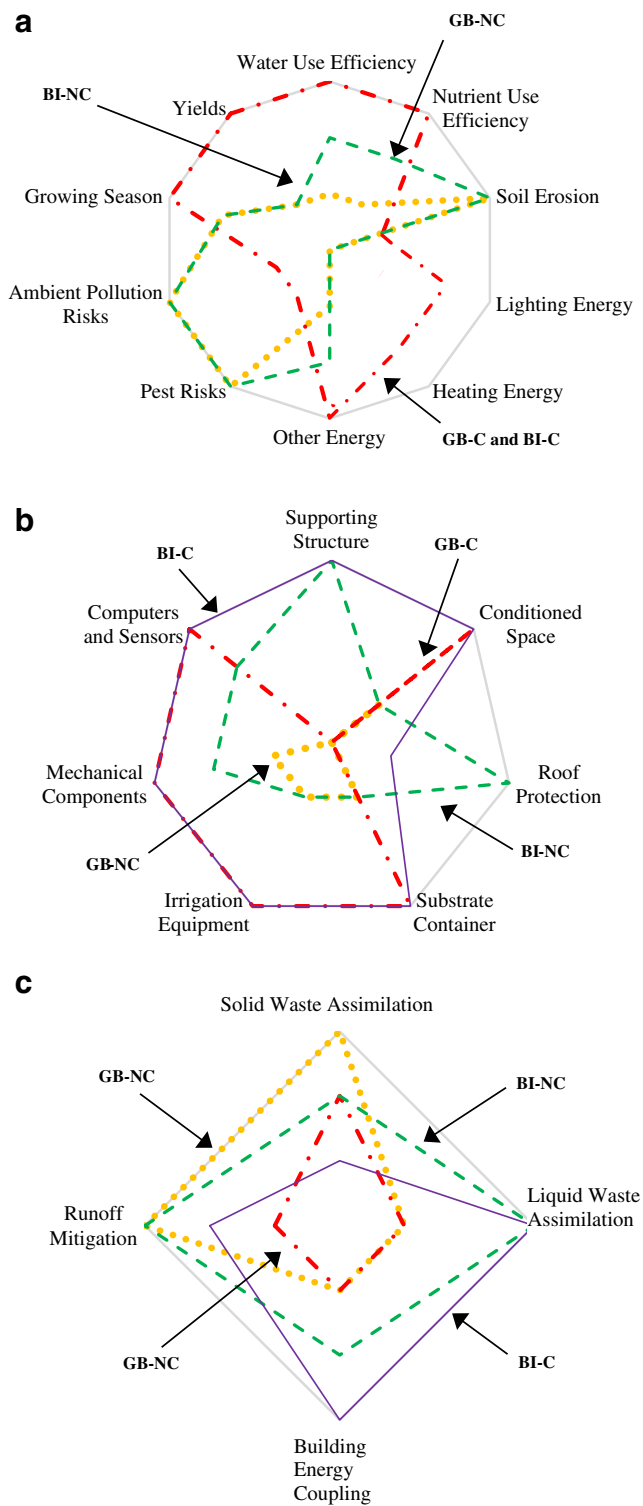 a
GB-NC
Water Use Efficiency
BI-NC
Yields
Nutrient Use
Efficiency
Growing Season
Soil Erosion
Ambient Pollution
Risks
Lighting Energy
Pest Risks
Heating Energy
Other Energy
GB-C and BI-C
b
Supporting
Structure
GB-C
BI-C
Computers
and Sensors
Conditioned
Space
Mechanical
Components
Roof
Protection
GB-NC
BI-NC
Irrigation
Equipment
Substrate
Container
c
Solid Waste Assimilation
GB-NC
BI-NC
Runoff
Mitigation
Liquid Waste
Assimilation
GB-NC
BI-C
Building
Energy
Coupling